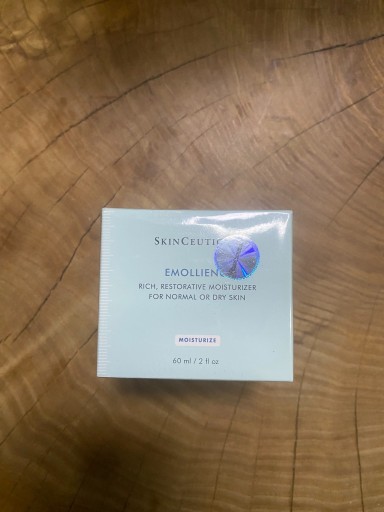 SKINCEUTIC
EMOLLIENC
RICH, RESTORATIVE MOISTURIZER
FOR NORMAL OR DRY SKIN
MOISTURIZE
60 ml / 2 fl oz